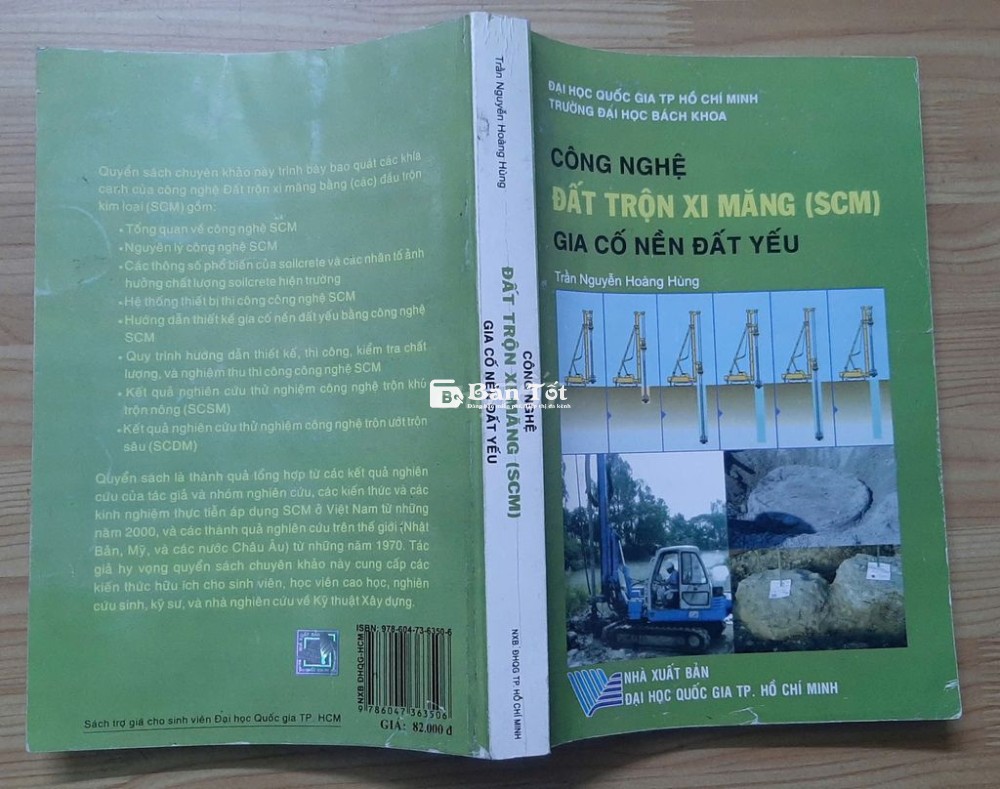 Quyển sách chuyên khảo này trình bày bao quát các khía
cạnh của công nghệ Đất trộn xi măng bằng (các) đầu trộn
kim loại (SCM) gồm:
• Tổng quan về công nghệ SCM
• Nguyên lý công nghệ SCM
• Các thông số phổ biến của soilcrete và các nhân tố ảnh
hưởng chất lượng soilcrete hiện trường
• Hệ thống thiết bị thi công công nghệ SCM
• Hướng dẫn thiết kế gia cố nền đất yếu bằng công nghệ
SCM
• Quy trình hướng dẫn thiết kế, thi công, kiểm tra chất
lượng, và nghiệm thu thi công công nghệ SCM
• Kết quả nghiên cứu thử nghiệm công nghệ trộn khô
trộn nông (SCSM)
• Kết quả nghiên cứu thử nghiệm công nghệ trộn ướt trộn
sâu (SCDM)
Quyển sách là thành quả tổng hợp từ các kết quả nghiên
cứu của tác giả và nhóm nghiên cứu, các kiến thức và các
kinh nghiệm thực tiễn áp dụng SCM ở Việt Nam từ những
năm 2000, và các thành quả nghiên cứu trên thế giới (Nhật
Bản, Mỹ, và các nước Châu Âu) từ những năm 1970. Tác
giả hy vọng quyển sách chuyên khảo này cung cấp các
kiến thức hữu ích cho sinh viên, học viên cao học, nghiên
cứu sinh, kỹ sư, và nhà nghiên cứu về Kỹ thuật Xây dựng.
ISBN: 978-604-73-6350-6
NXB ĐHQG-HCM
9 786047 363506
GIÁ: 82.000 đ
Sách trợ giá cho sinh viên Đại học Quốc gia TP. HCM
Trần Nguyễn Hoàng Hùng
CÔNG NGHỆ
ĐẤT TRỘN XI MĂNG (SCM)
GIA CỐ NỀN ĐẤT YẾU
NXB. ĐHQG TP. HỒ CHÍ MINH
ĐẠI HỌC QUỐC GIA TP HỒ CHÍ MINH
TRƯỜNG ĐẠI HỌC BÁCH KHOA
CÔNG NGHỆ
ĐẤT TRỘN XI MĂNG (SCM)
GIA CỐ NỀN ĐẤT YẾU
Trần Nguyễn Hoàng Hùng
NHÀ XUẤT BẢN
ĐẠI HỌC QUỐC GIA TP. HỒ CHÍ MINH
Bán Tốt